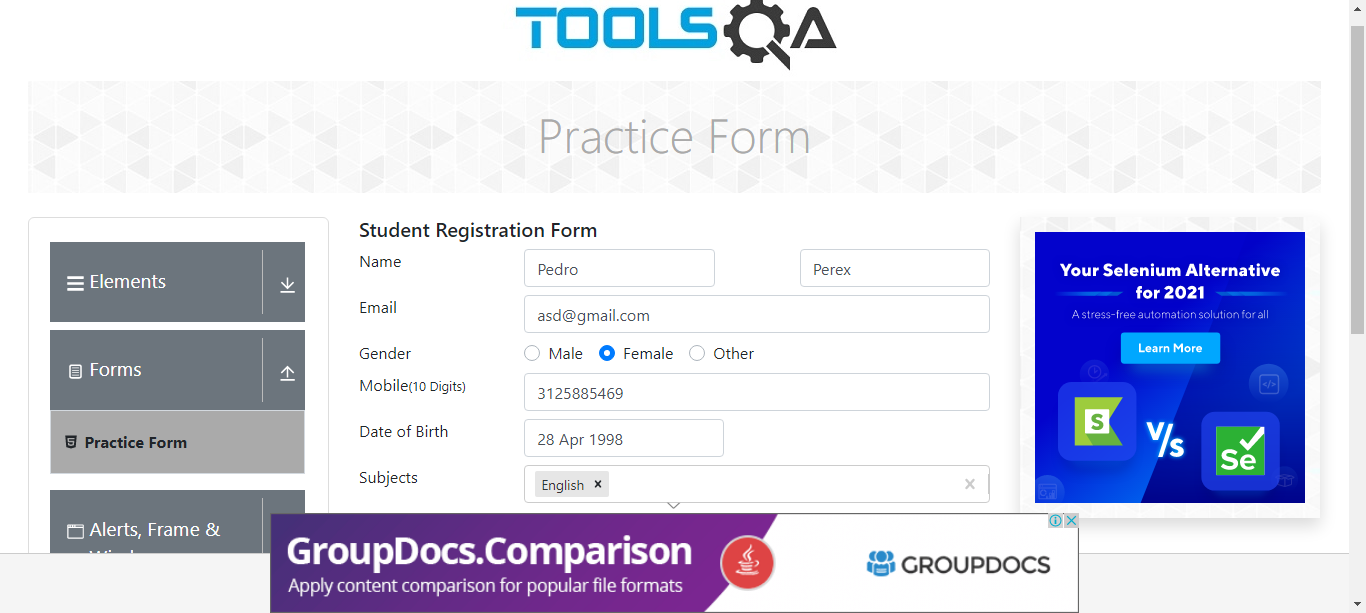 TOOLSQA
Practice Form
Elements
Forms
Practice Form
Alerts, Frame &
Student Registration Form
Name
Pedro
Perex
Email
asd@gmail.com
Gender
Male
Female
Other
Mobile(10 Digits)
3125885469
Date of Birth
28 Apr 1998
Subjects
English ×
Your Selenium Alternative
for 2021
A stress-free automation solution for all
Learn More
S
V/s
Se
GroupDocs.Comparison
Apply content comparison for popular file formats
GROUPDOCS